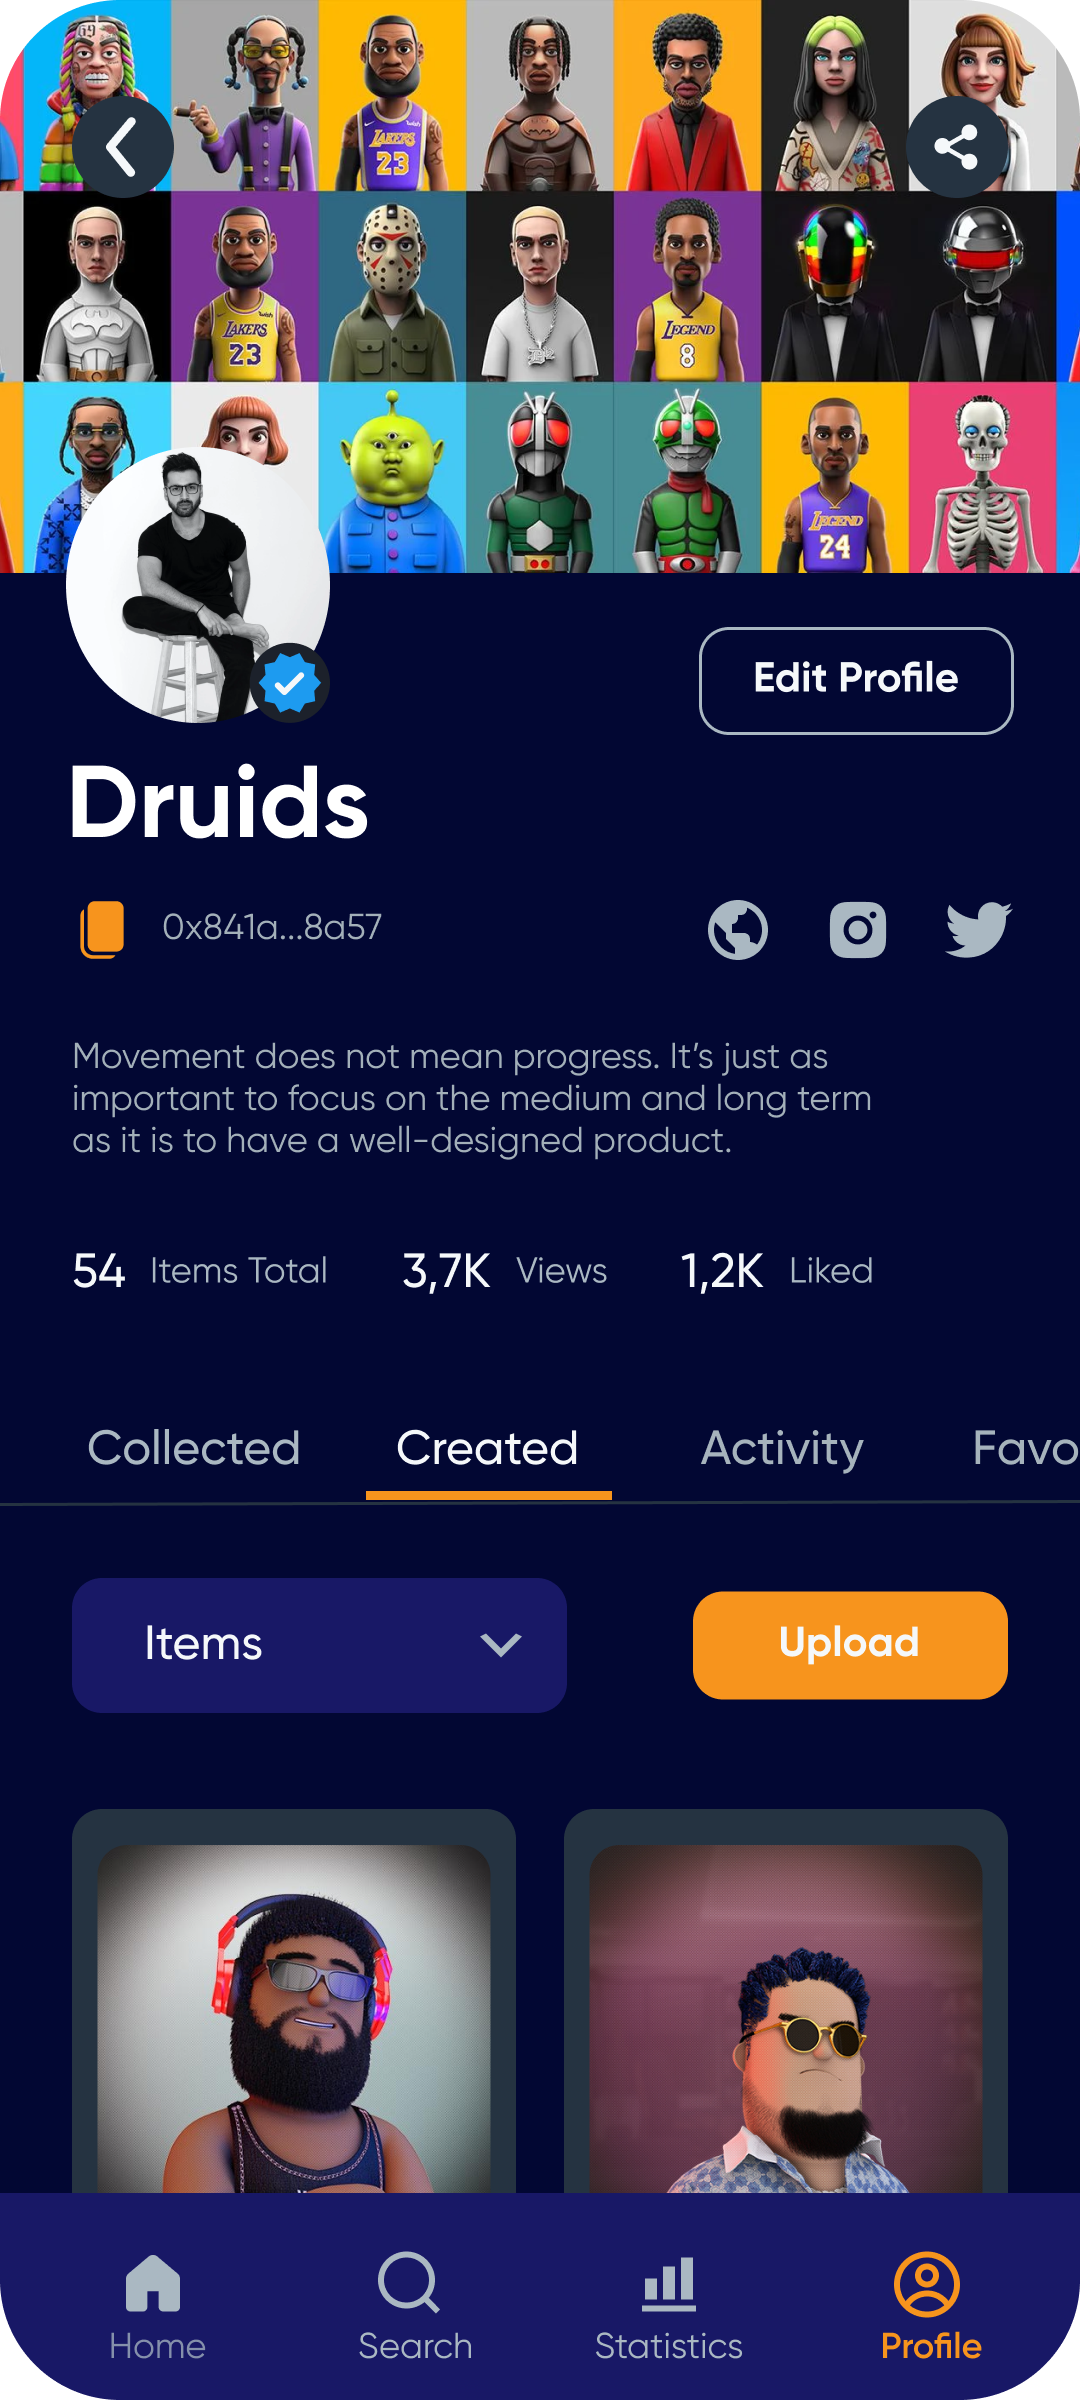 69
LAKERS
23
LAKERS
23
LEGEND
8
LEGEND
24
Edit Profile
Druids
0x841a...8a57
Movement does not mean progress. It’s just as
important to focus on the medium and long term
as it is to have a well-designed product.
54 Items Total 3,7K Views 1,2K Liked
Collected Created Activity Favo
Items Upload
Home Search Statistics Profile